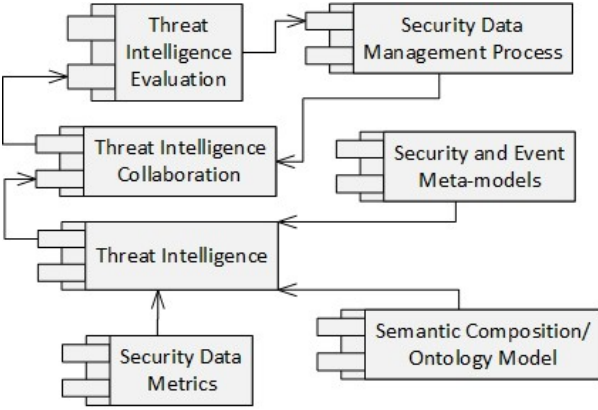 Threat
Intelligence
Evaluation
Security Data
Management Process
Threat Intelligence
Collaboration
Security and Event
Meta-models
Threat Intelligence
Semantic Composition/
Ontology Model
Security Data
Metrics